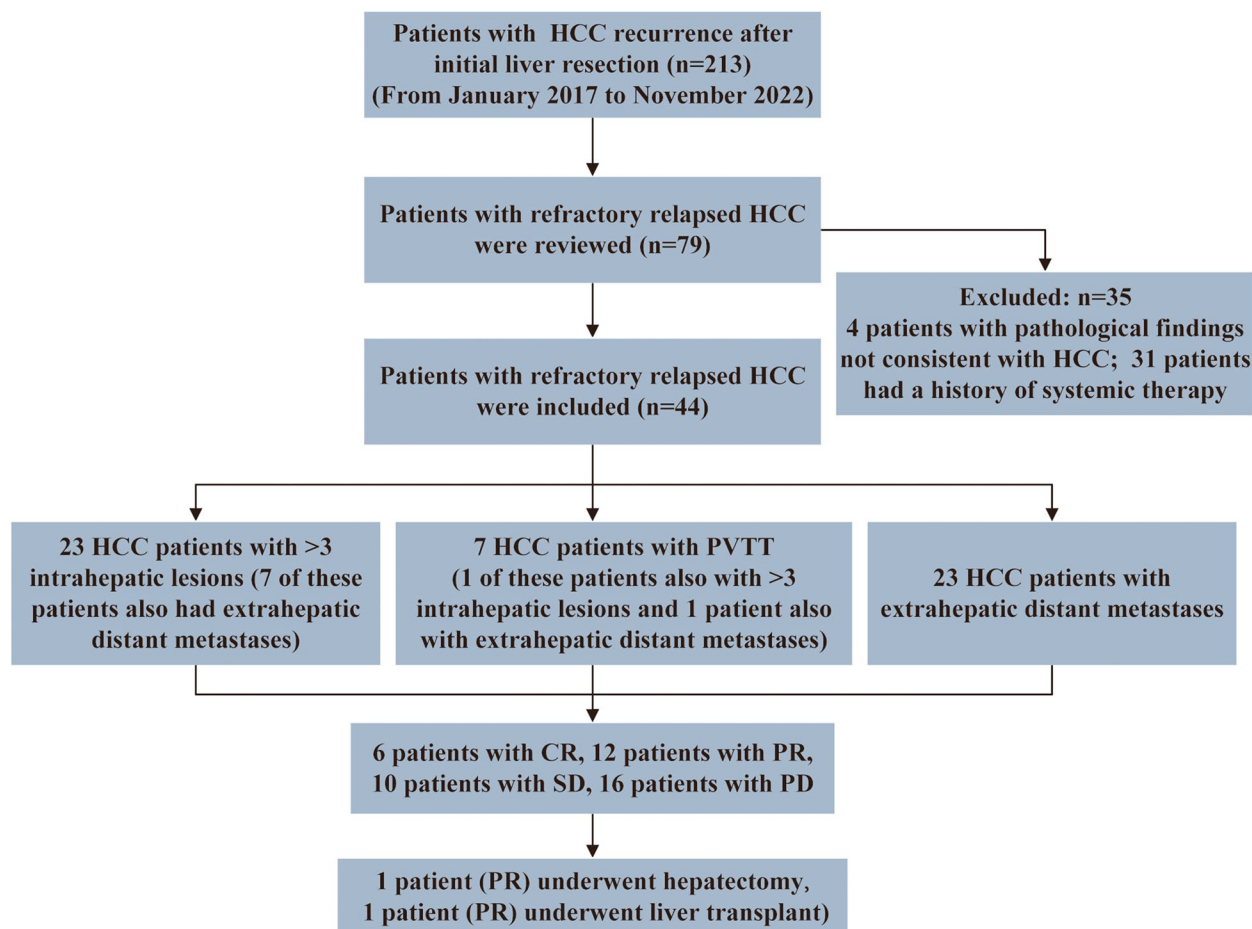 Patients with HCC recurrence after
initial liver resection (n=213)
(From January 2017 to November 2022)
Patients with refractory relapsed HCC
were reviewed (n=79)
Excluded: n=35
4 patients with pathological findings
not consistent with HCC; 31 patients
had a history of systemic therapy
Patients with refractory relapsed HCC
were included (n=44)
23 HCC patients with >3
intrahepatic lesions (7 of these
patients also had extrahepatic
distant metastases)
7 HCC patients with PVTT
(1 of these patients also with >3
intrahepatic lesions and 1 patient also
with extrahepatic distant metastases)
23 HCC patients with
extrahepatic distant metastases
6 patients with CR, 12 patients with PR,
10 patients with SD, 16 patients with PD
1 patient (PR) underwent hepatectomy,
1 patient (PR) underwent liver transplant)